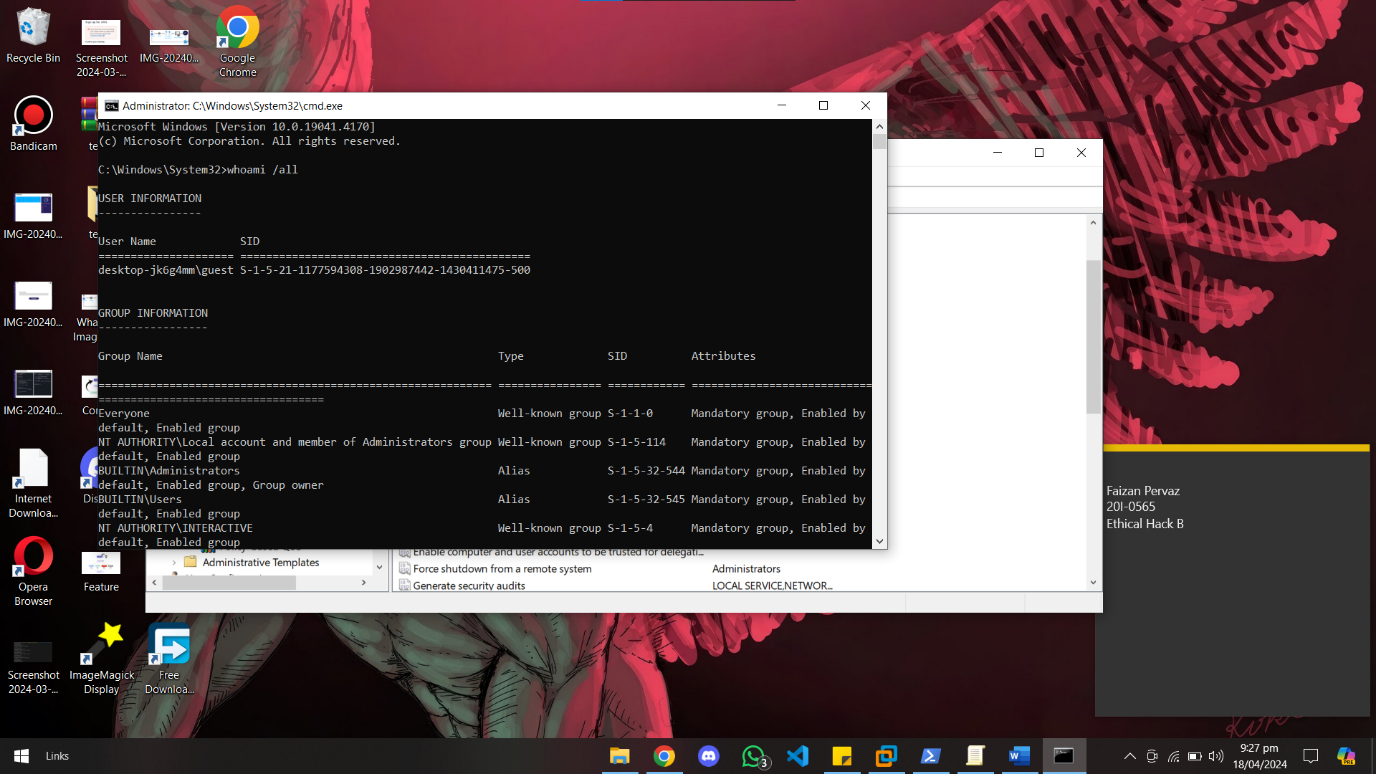 Recycle Bin
Screenshot
2024-03-...
IMG-20240...
Google
Chrome
Bandicam
te
IMG-20240...
te
IMG-20240...
Wha
Imag
IMG-20240...
Co
Internet
Downloa...
Dis
Opera
Browser
Feature
Screenshot
2024-03-...
ImageMagick
Display
Free
Downloa...
Administrator: C:\Windows\System32\cmd.exe
Microsoft Windows [Version 10.0.19041.4170]
(c) Microsoft Corporation. All rights reserved.
C:\Windows\System32>whoami /all
USER INFORMATION
----------------
User Name SID
===================== =============================================
desktop-jk6g4mm\guest S-1-5-21-1177594308-1902987442-1430411475-500
GROUP INFORMATION
-----------------
Group Name Type SID Attributes
============================================================= ================ ============ ============================
===================================
Everyone Well-known group S-1-1-0 Mandatory group, Enabled by
default, Enabled group
NT AUTHORITY\Local account and member of Administrators group Well-known group S-1-5-114 Mandatory group, Enabled by
default, Enabled group
BUILTIN\Administrators Alias S-1-5-32-544 Mandatory group, Enabled by
default, Enabled group, Group owner
BUILTIN\Users Alias S-1-5-32-545 Mandatory group, Enabled by
default, Enabled group
NT AUTHORITY\INTERACTIVE Well-known group S-1-5-4 Mandatory group, Enabled by
default, Enabled group
Administrative Templates
Enable computer and user accounts to be trusted for delegati...
Force shutdown from a remote system Administrators
Generate security audits LOCAL SERVICE,NETWOR...
Faizan Pervaz
20I-0565
Ethical Hack B
Links
3
9:27 pm
18/04/2024
PRE